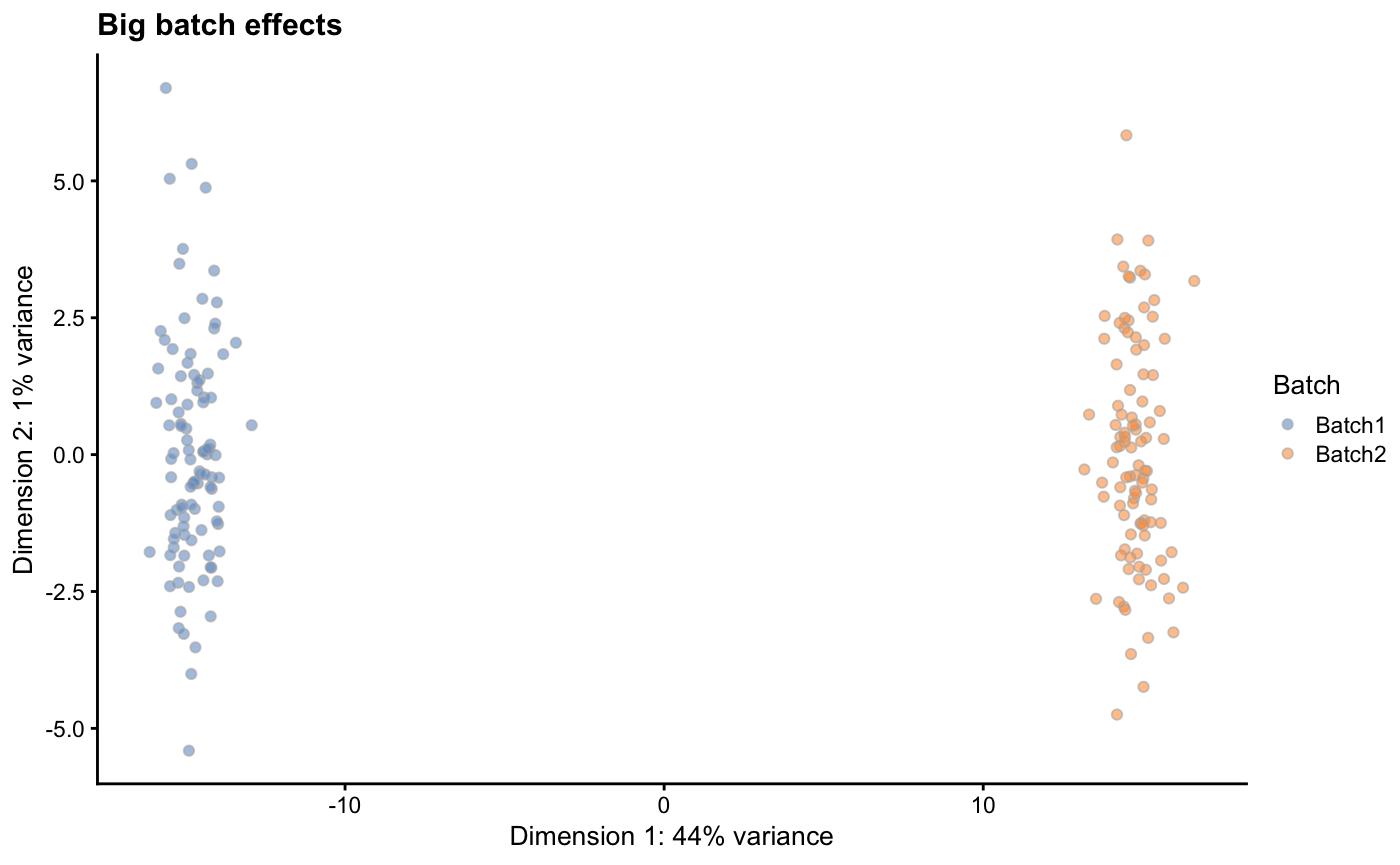 Big batch effects
Dimension 2: 1% variance
5.0
2.5
0.0
-2.5
-5.0
-10
0
10
Dimension 1: 44% variance
Batch
Batch1
Batch2